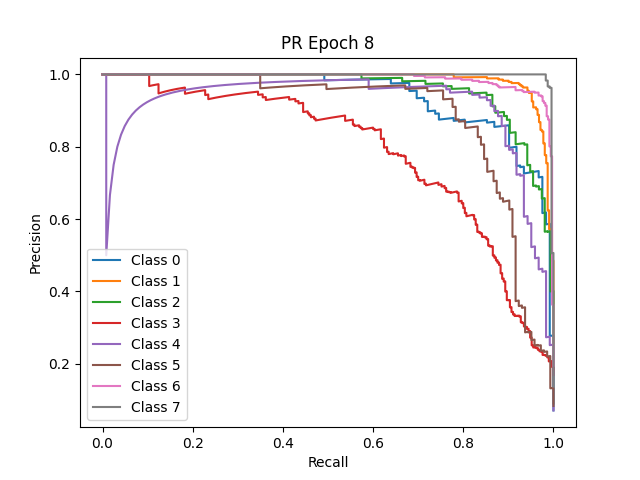 PR Epoch 8
Precision
1.0
0.8
0.6
0.4
0.2
Class 0
Class 1
Class 2
Class 3
Class 4
Class 5
Class 6
Class 7
0.0 0.2 0.4 0.6 0.8 1.0
Recall